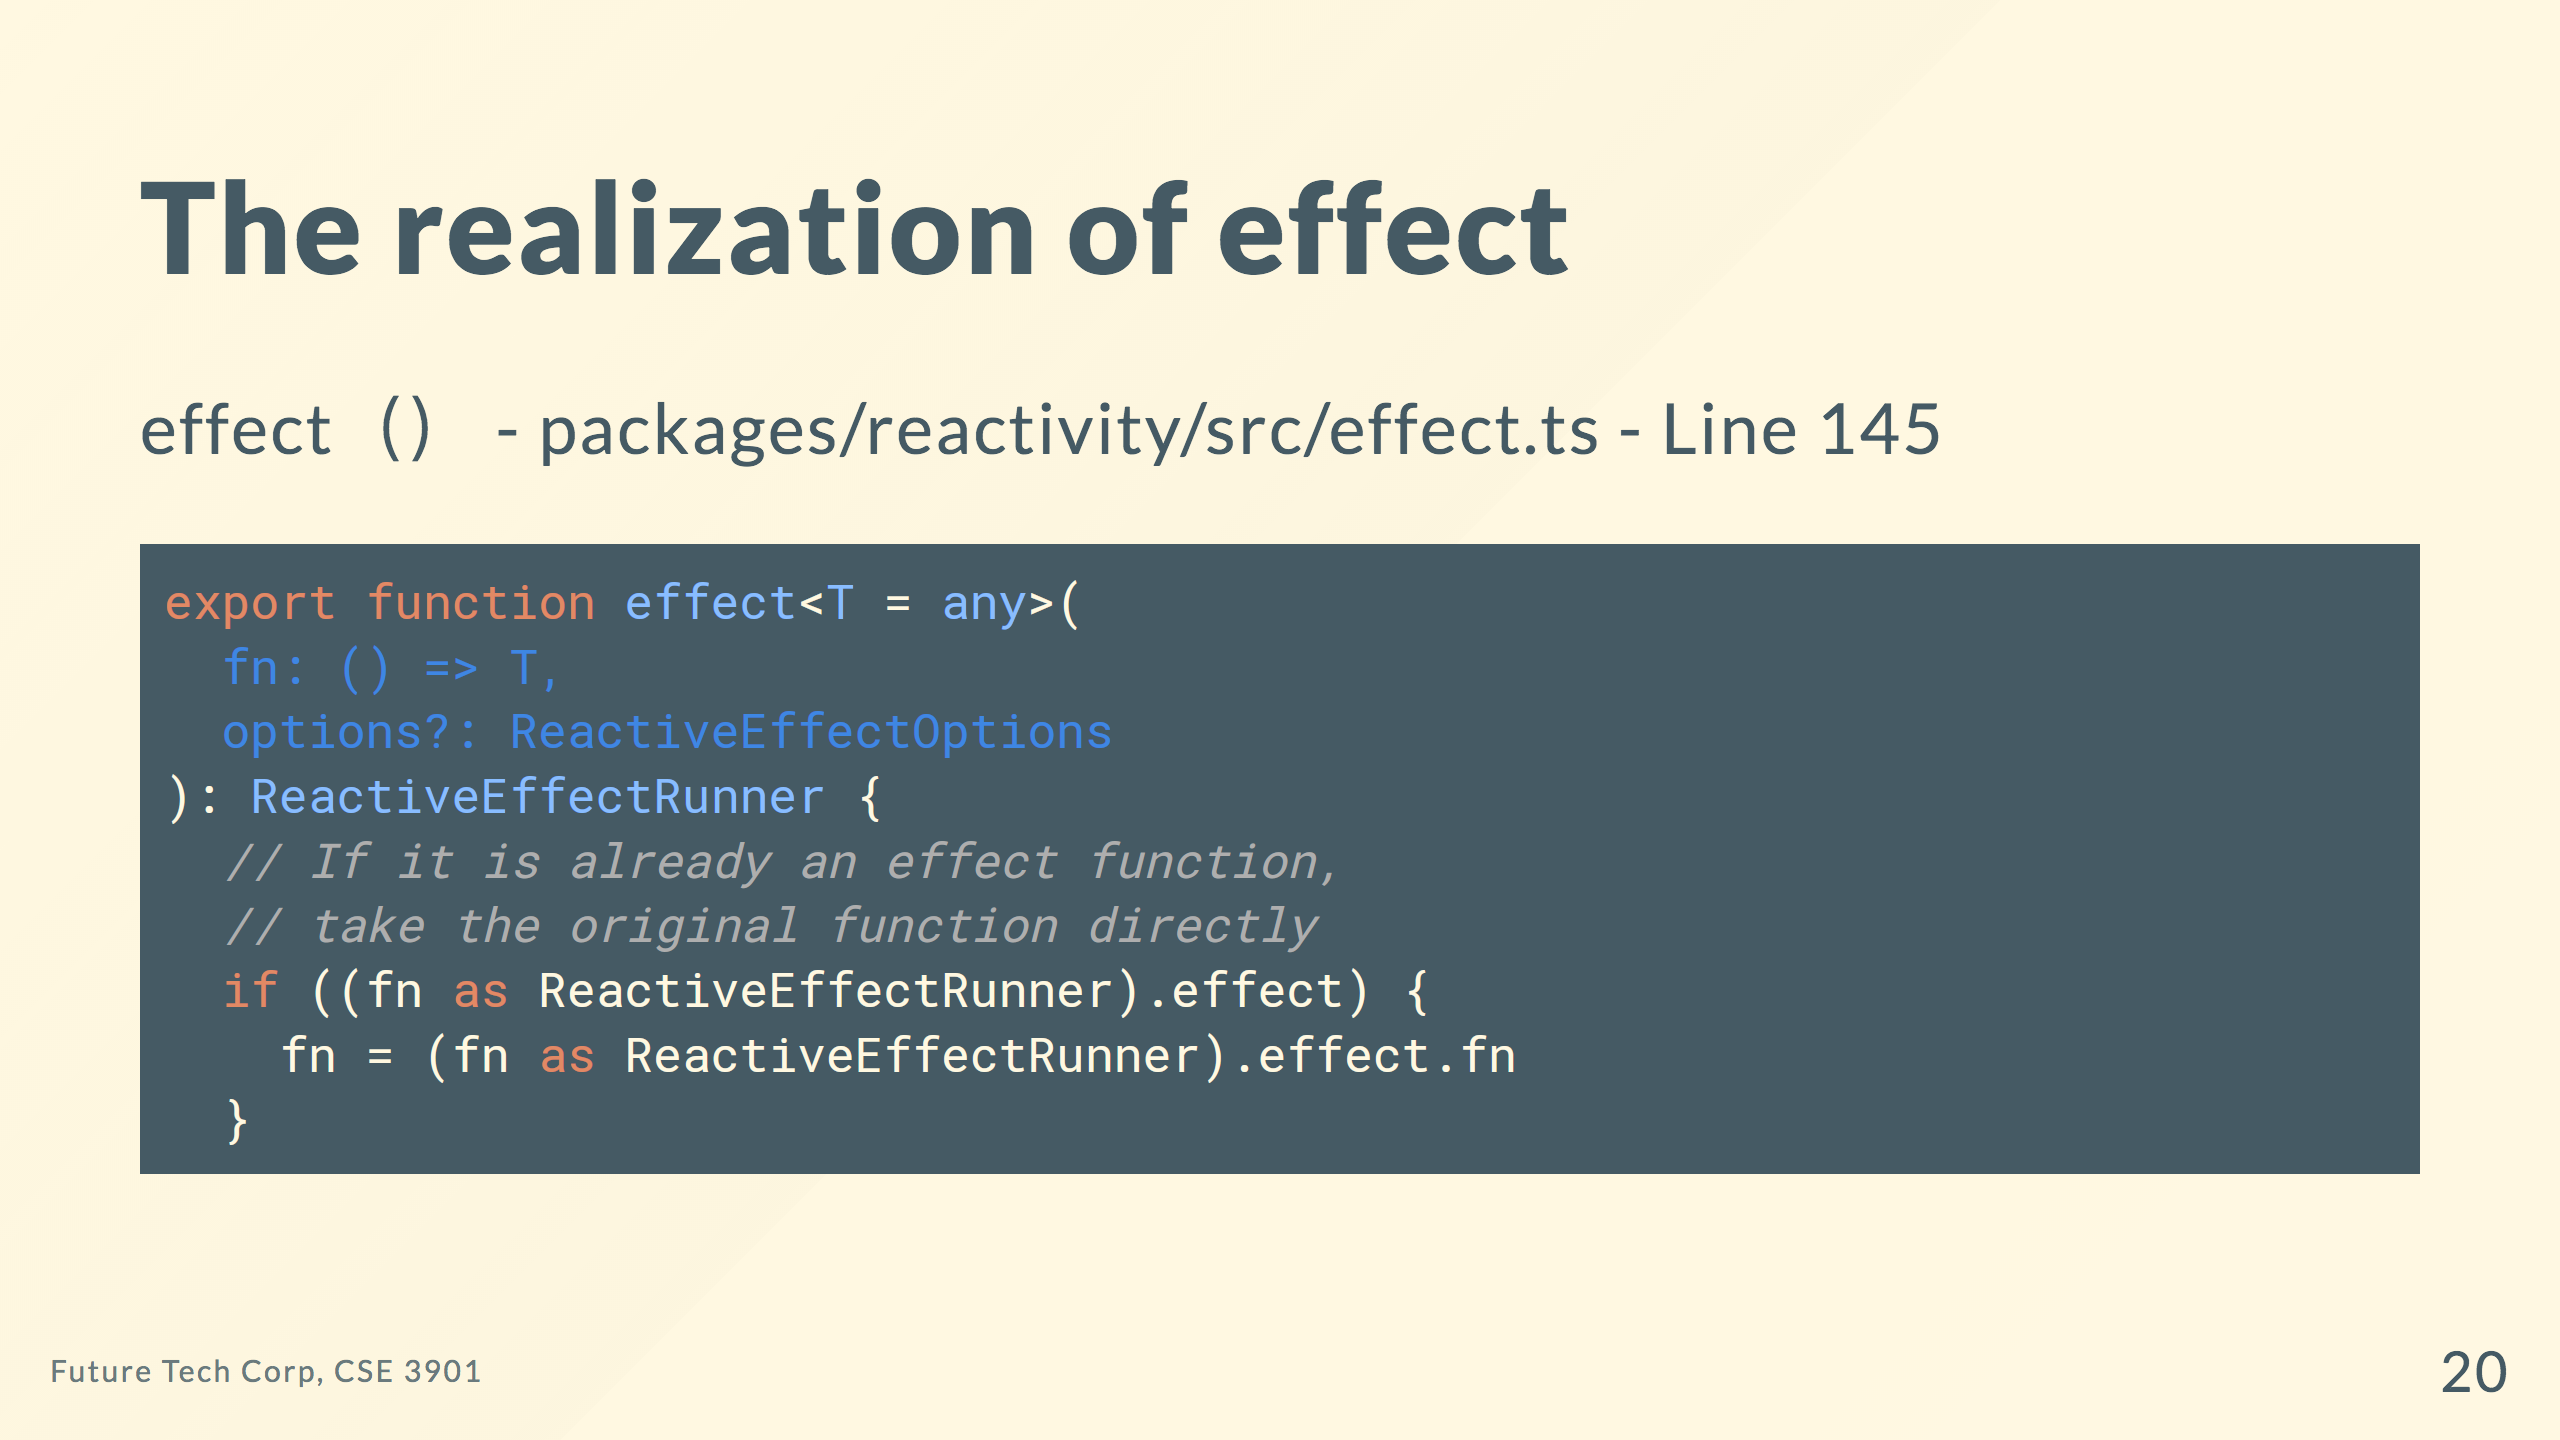 The realization of effect
effect () - packages/reactivity/src/effect.ts - Line 145
export function effect<T = any>(
  fn: () => T,
  options?: ReactiveEffectOptions
): ReactiveEffectRunner {
  // If it is already an effect function,
  // take the original function directly
  if ((fn as ReactiveEffectRunner).effect) {
    fn = (fn as ReactiveEffectRunner).effect.fn
  }
Future Tech Corp, CSE 3901
20